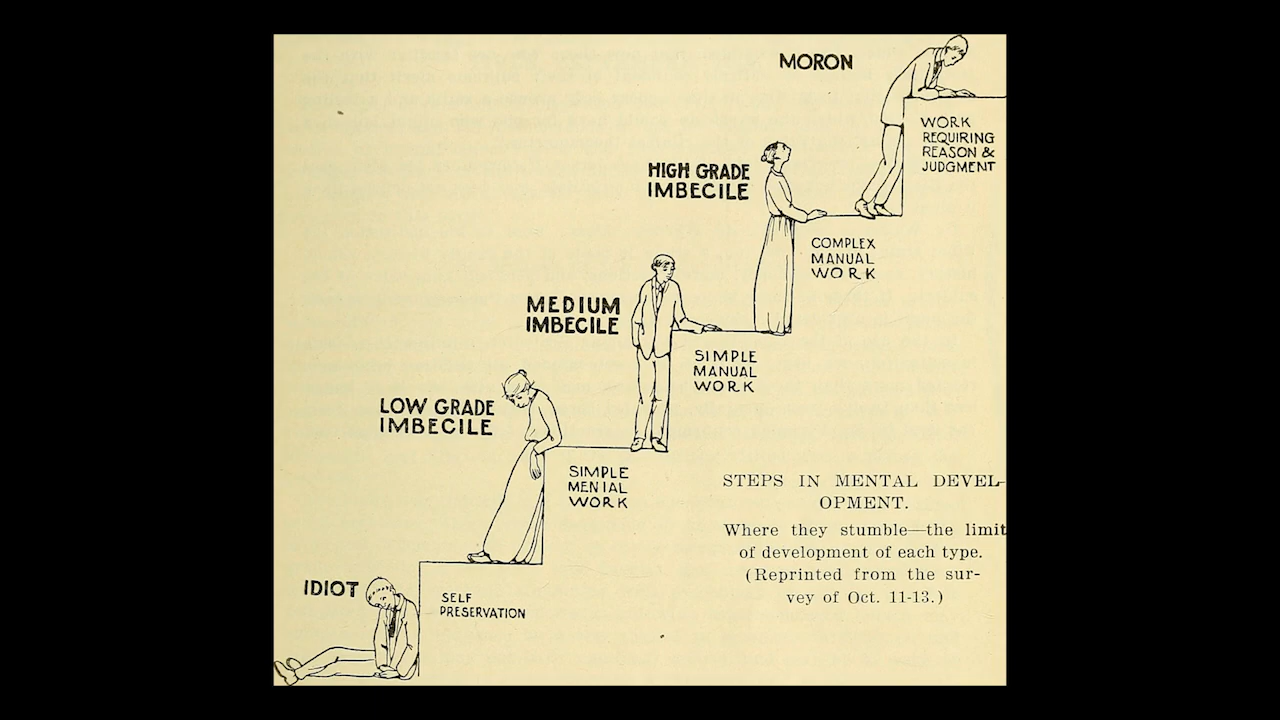 MORON
WORK
REQUIRING
REASON &
JUDGMENT
HIGH GRADE
IMBECILE
COMPLEX
MANUAL
WORK
MEDIUM
IMBECILE
SIMPLE
MANUAL
WORK
LOW GRADE
IMBECILE
SIMPLE
MENIAL
WORK
IDIOT
SELF
PRESERVATION
STEPS IN MENTAL DEVEL-
OPMENT.
Where they stumble—the limit
of development of each type.
(Reprinted from the sur-
vey of Oct. 11-13.)